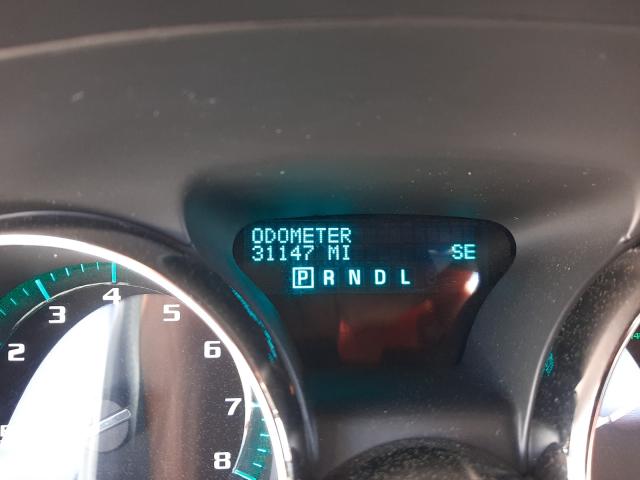 ODOMETER
31147 MI SE
P R N D L
2 3 4 5 6 7 8